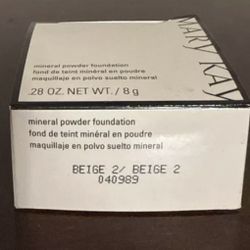 MARY KAY
mineral powder foundation
fond de teint minéral en poudre
maquillaje en polvo suelto mineral
.28 OZ. NET WT. / 8 g
mineral powder foundation
fond de teint minéral en poudre
maquillaje en polvo suelto mineral
BEIGE 2/ BEIGE 2
040989